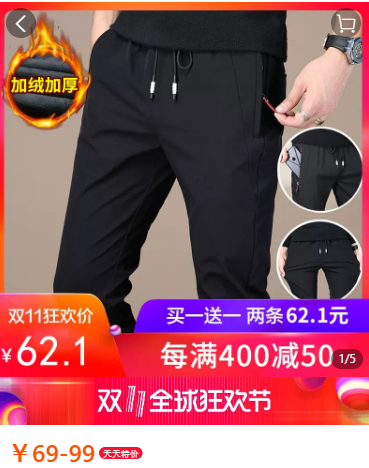 加绒加厚
双11狂欢价
¥62.1
买一送一 两条62.1元
每满400减50
1/5
双11全球狂欢节
¥69-99 天天特价